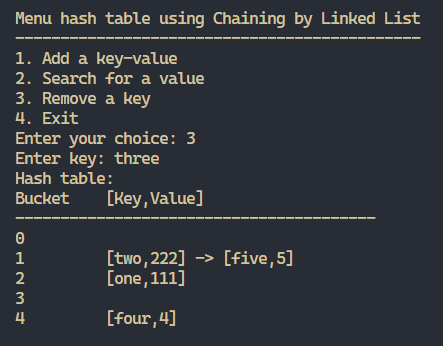 Menu hash table using Chaining by Linked List
---------------------------------------------
1. Add a key-value
2. Search for a value
3. Remove a key
4. Exit
Enter your choice: 3
Enter key: three
Hash table:
Bucket    [Key,Value]
----------------------------------------
0
1         [two,222] -> [five,5]
2         [one,111]
3
4         [four,4]